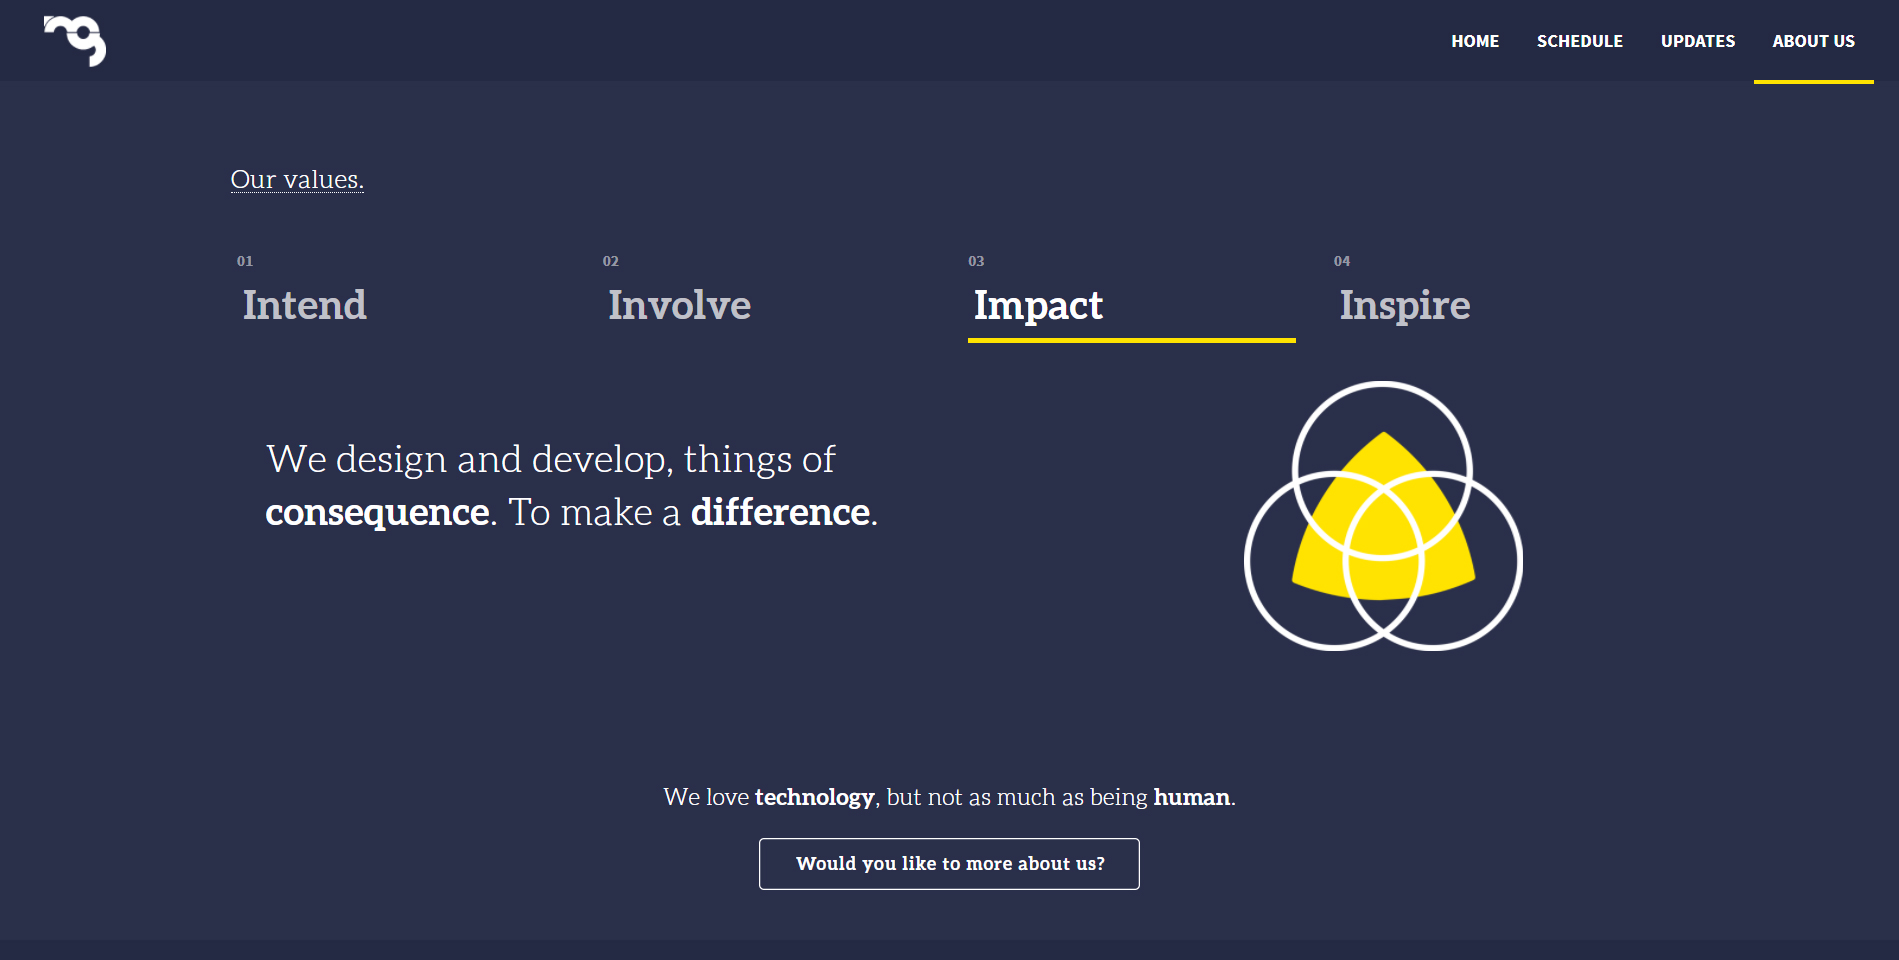 HOME SCHEDULE UPDATES ABOUT US
Our values.
01 02 03 04
Intend Involve Impact Inspire
We design and develop, things of
consequence. To make a difference.
We love technology, but not as much as being human.
Would you like to more about us?